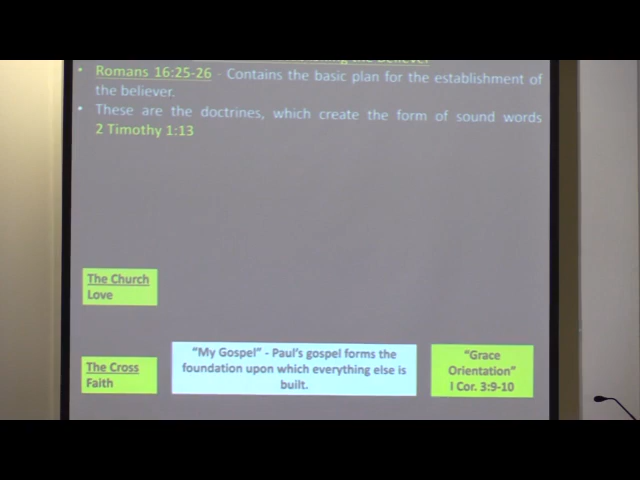 the Believer
• Romans 16:25-26 - Contains the basic plan for the establishment of
the believer.
• These are the doctrines, which create the form of sound words
2 Timothy 1:13
The Church
Love
The Cross
Faith
“My Gospel” - Paul’s gospel forms the
foundation upon which everything else is
built.
“Grace
Orientation”
I Cor. 3:9-10